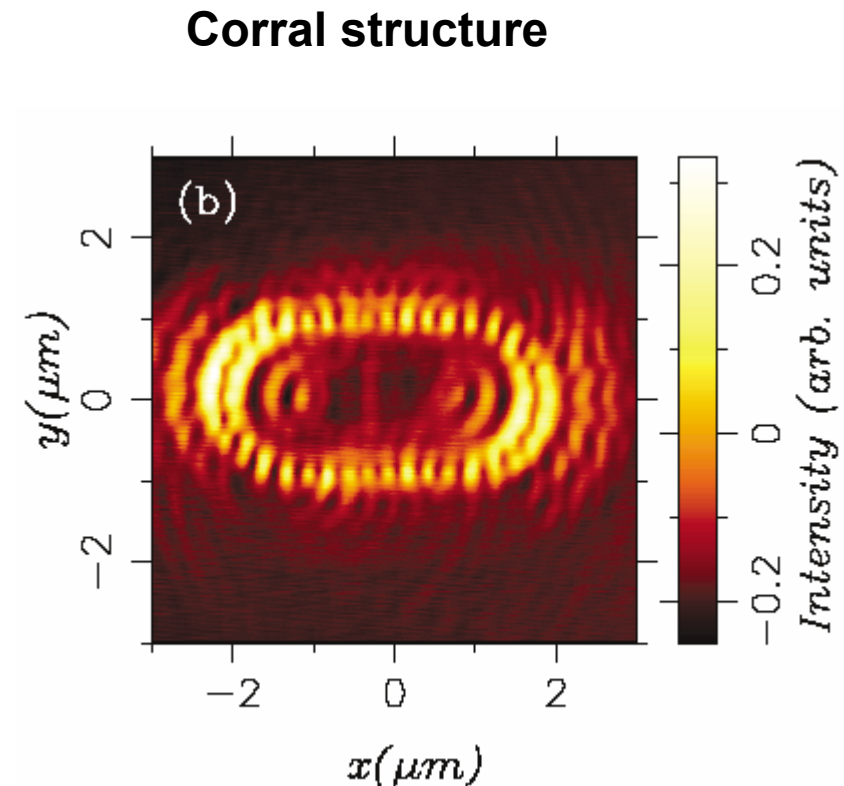 Corral structure
(b)
2
0
−2
y(μm)
−2 0 2
x(μm)
0.2
0
−0.2
Intensity (arb. units)